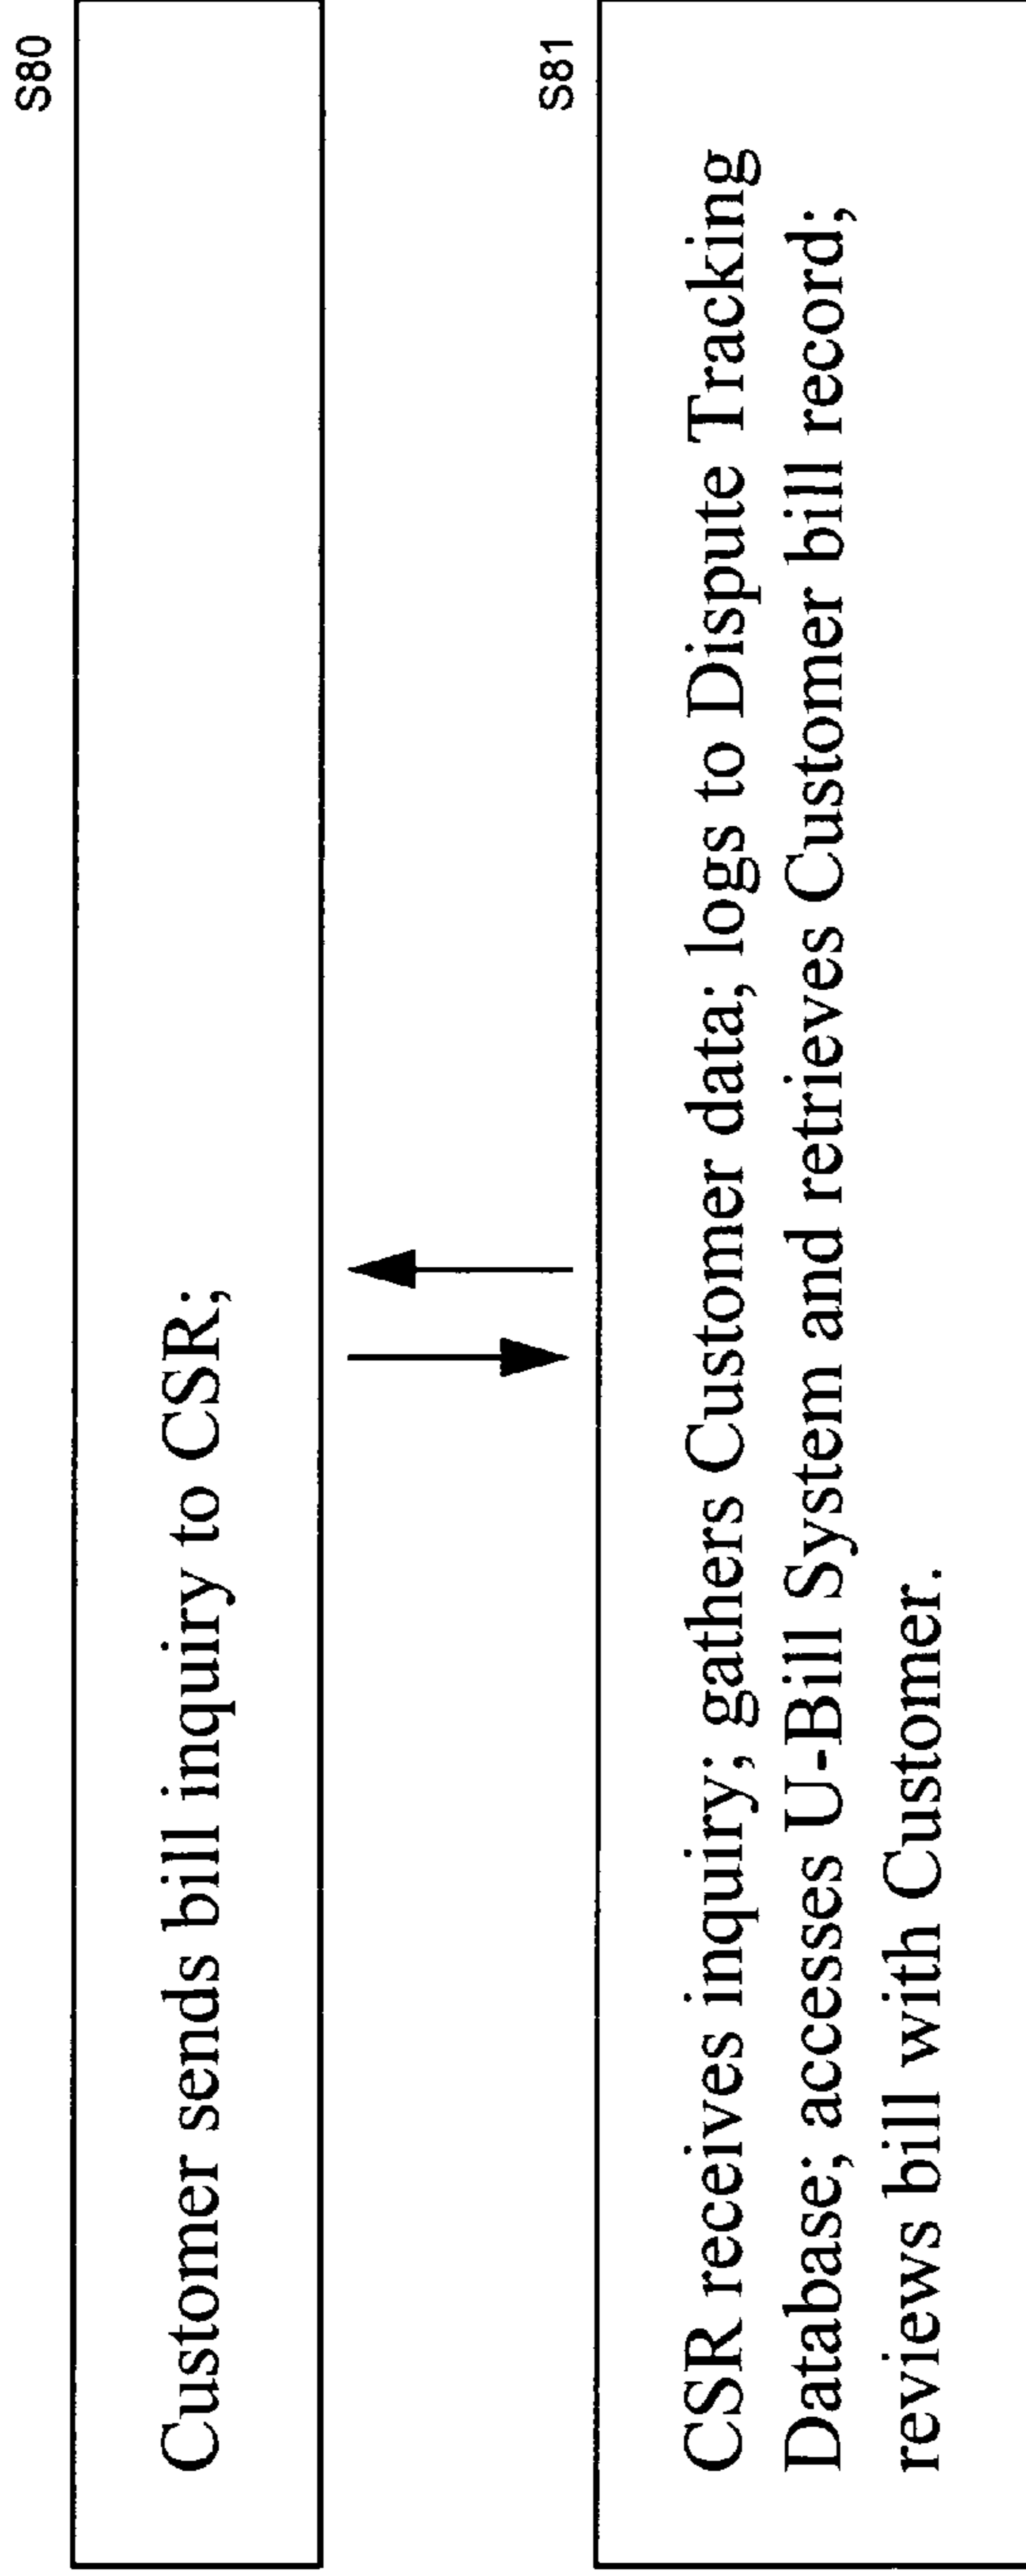 S80
Customer sends bill inquiry to CSR;
S81
CSR receives inquiry; gathers Customer data; logs to Dispute Tracking
Database; accesses U-Bill System and retrieves Customer bill record;
reviews bill with Customer.